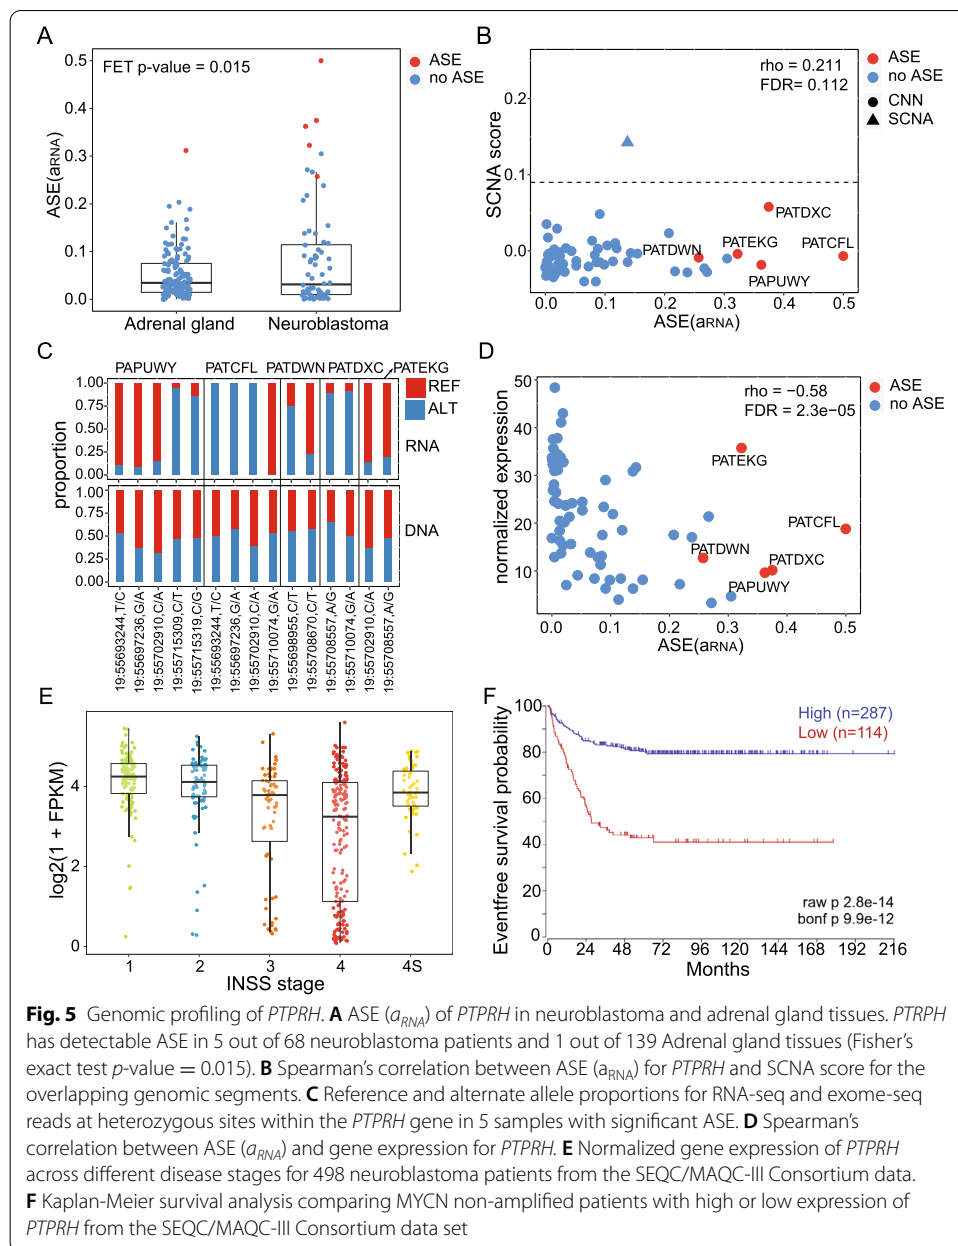 A
FET p-value = 0.015
ASE
no ASE
ASE(aRNA)
0.5
0.4
0.3
0.2
0.1
0.0
Adrenal gland
Neuroblastoma
B
rho = 0.211
FDR= 0.112
ASE
no ASE
CNN
SCNA
SCNA score
0.2
0.1
0.0
PATDXC
PATDWN
PATEKG
PATCFL
PAPUWY
0.0 0.1 0.2 0.3 0.4 0.5
ASE(aRNA)
C
PAPUWY PATCFL PATDWN PATDXC PATEKG
REF
ALT
RNA
DNA
proportion
1.00
0.75
0.50
0.25
0.00
1.00
0.75
0.50
0.25
0.00
19:55693244,T/C
19:55697236,G/A
19:55702910,C/A
19:55715309,C/T
19:55715319,C/G
19:55693244,T/C
19:55697236,G/A
19:55702910,C/A
19:55710074,G/A
19:55698955,C/T
19:55708670,C/T
19:55708557,A/G
19:55710074,G/A
19:55702910,C/A
19:55708557,A/G
D
rho = −0.58
FDR = 2.3e−05
ASE
no ASE
normalized expression
50
40
30
20
10
PATEKG
PATCFL
PATDWN
PATDXC
PAPUWY
0.0 0.1 0.2 0.3 0.4 0.5
ASE(aRNA)
E
log2(1 + FPKM)
4
2
0
1 2 3 4 4S
INSS stage
F
High (n=287)
Low (n=114)
Eventfree survival probability
100
80
60
40
20
0
raw p 2.8e-14
bonf p 9.9e-12
0 24 48 72 96 120 144 168 192 216
Months
Fig. 5 Genomic profiling of PTPRH. A ASE (aRNA) of PTPRH in neuroblastoma and adrenal gland tissues. PTRPH
has detectable ASE in 5 out of 68 neuroblastoma patients and 1 out of 139 Adrenal gland tissues (Fisher's
exact test p-value = 0.015). B Spearman's correlation between ASE (aRNA) for PTPRH and SCNA score for the
overlapping genomic segments. C Reference and alternate allele proportions for RNA-seq and exome-seq
reads at heterozygous sites within the PTPRH gene in 5 samples with significant ASE. D Spearman's
correlation between ASE (aRNA) and gene expression for PTPRH. E Normalized gene expression of PTPRH
across different disease stages for 498 neuroblastoma patients from the SEQC/MAQC-III Consortium data.
F Kaplan-Meier survival analysis comparing MYCN non-amplified patients with high or low expression of
PTPRH from the SEQC/MAQC-III Consortium data set